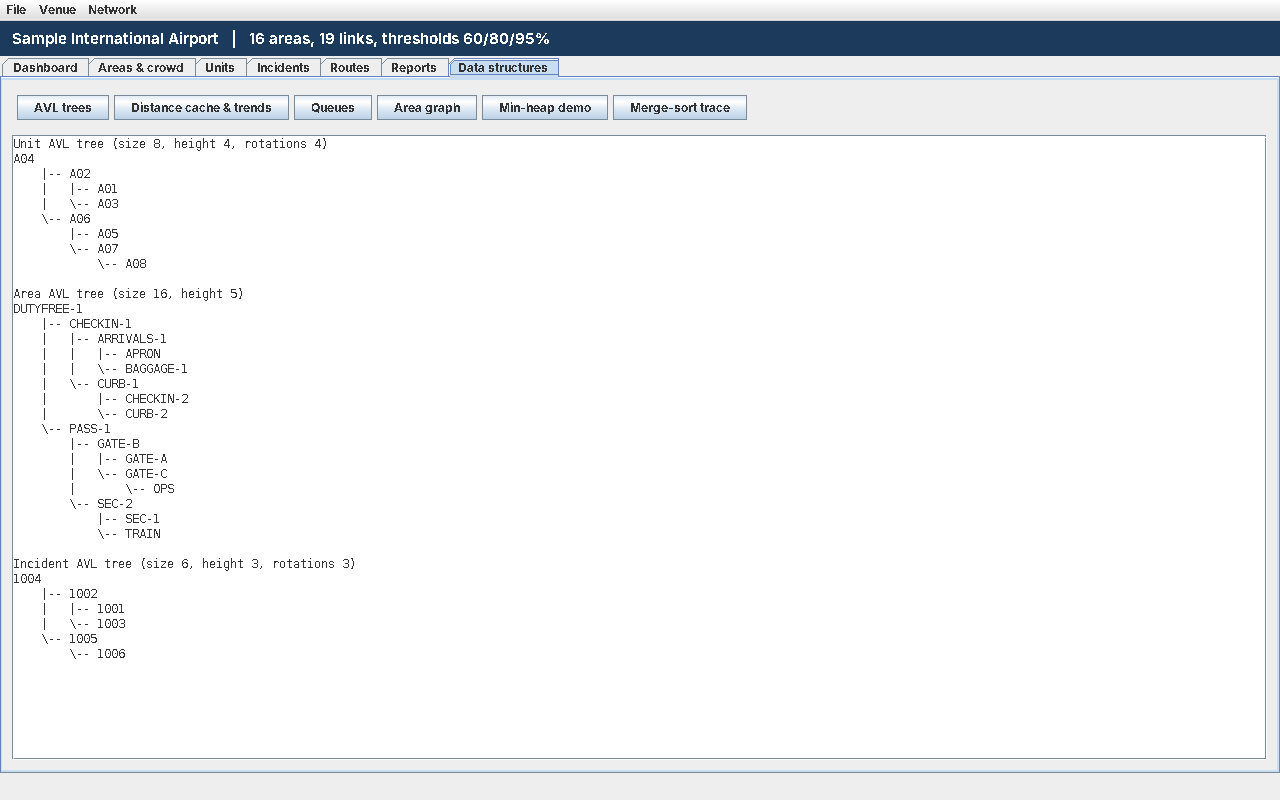 File Venue Network
Sample International Airport | 16 areas, 19 links, thresholds 60/80/95%
Dashboard Areas & crowd Units Incidents Routes Reports Data structures
AVL trees Distance cache & trends Queues Area graph Min-heap demo Merge-sort trace
Unit AVL tree (size 8, height 4, rotations 4)
A04
    |-- A02
    |   |-- A01
    |   \-- A03
    \-- A06
        |-- A05
        \-- A07
            \-- A08
Area AVL tree (size 16, height 5)
DUTYFREE-1
    |-- CHECKIN-1
    |   |-- ARRIVALS-1
    |   |   |-- APRON
    |   |   \-- BAGGAGE-1
    |   \-- CURB-1
    |       |-- CHECKIN-2
    |       \-- CURB-2
    \-- PASS-1
        |-- GATE-B
        |   |-- GATE-A
        |   \-- GATE-C
        |       \-- OPS
        \-- SEC-2
            |-- SEC-1
            \-- TRAIN
Incident AVL tree (size 6, height 3, rotations 3)
1004
    |-- 1002
    |   |-- 1001
    |   \-- 1003
    \-- 1005
        \-- 1006